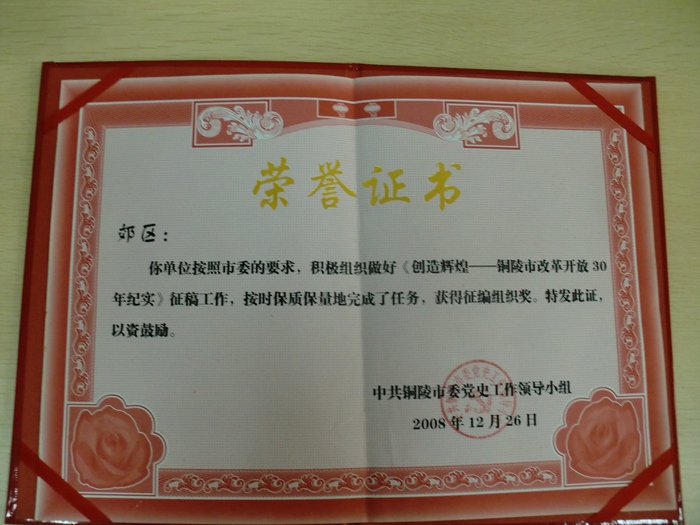 荣誉证书
郊区：
你单位按照市委的要求，积极组织做好《创造辉煌——铜陵市改革开放30
年纪实》征稿工作，按时保质保量地完成了任务，获得征编组织奖。特发此证，
以资鼓励。
中共铜陵市委党史工作领导小组
2008年12月26日